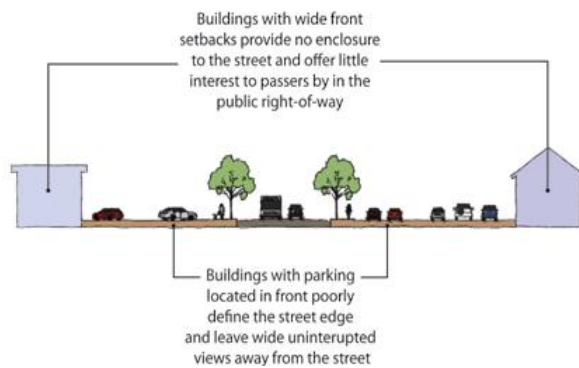 Buildings with wide front
setbacks provide no enclosure
to the street and offer little
interest to passers by in the
public right-of-way
Buildings with parking
located in front poorly
define the street edge
and leave wide uninterrupted
views away from the street